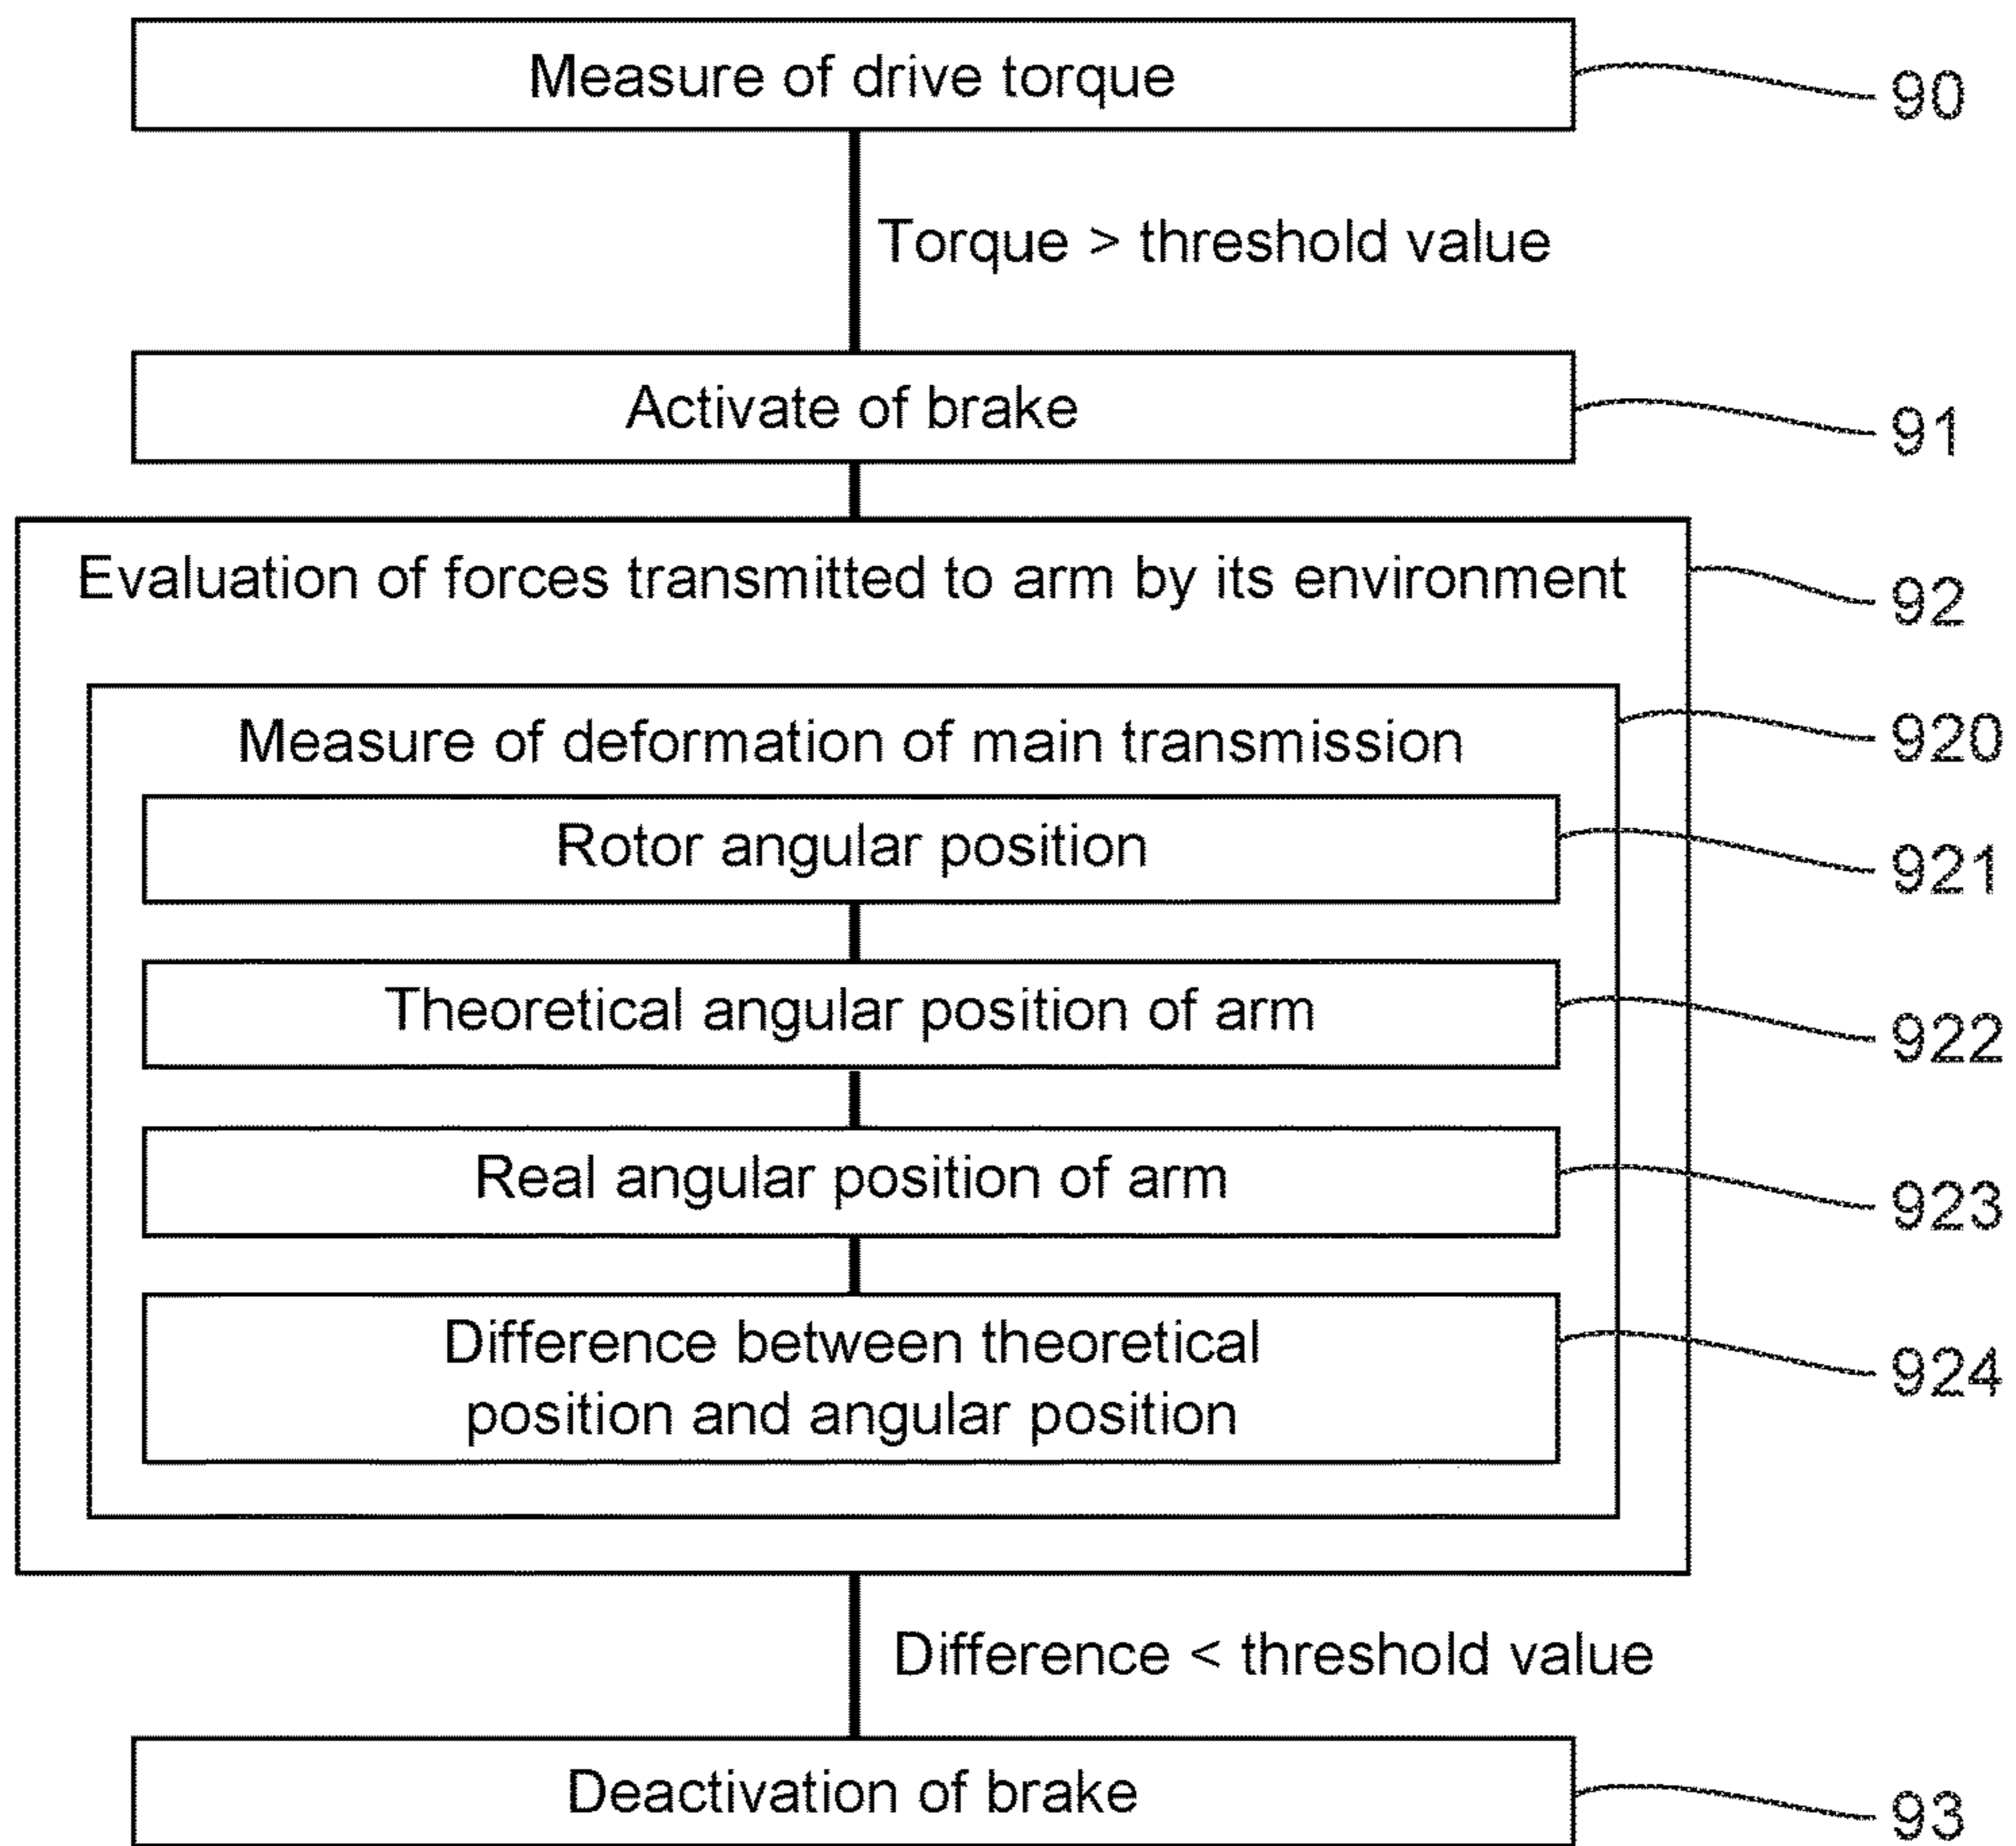 Measure of drive torque
90
Torque > threshold value
Activate of brake
91
Evaluation of forces transmitted to arm by its environment
92
Measure of deformation of main transmission
920
Rotor angular position
921
Theoretical angular position of arm
922
Real angular position of arm
923
Difference between theoretical
position and angular position
924
Difference < threshold value
Deactivation of brake
93